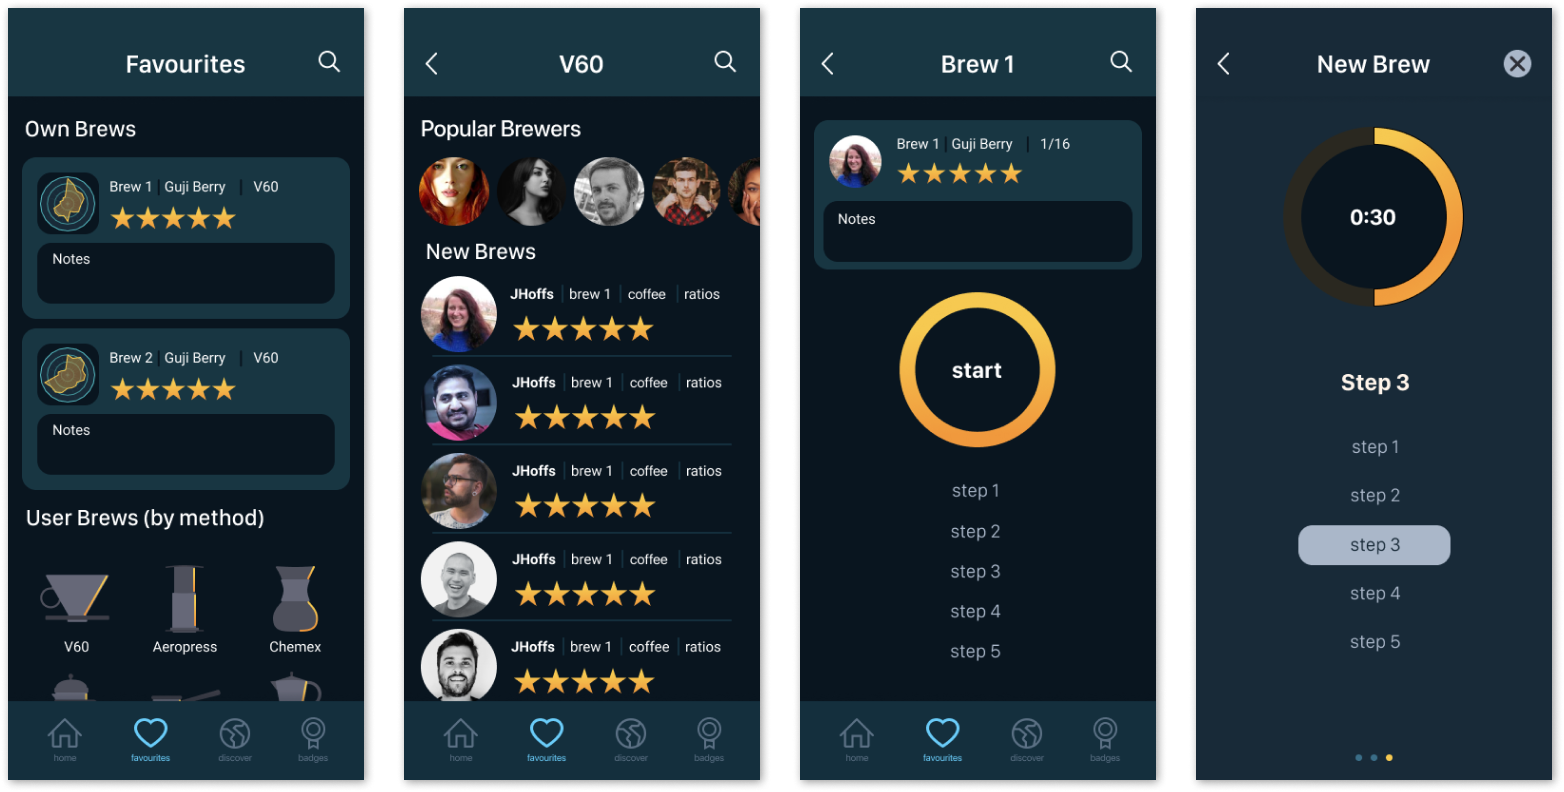 Favourites
Own Brews
Brew 1 | Guji Berry | V60
Notes
Brew 2 | Guji Berry | V60
Notes
User Brews (by method)
V60 Aeropress Chemex
home favourites discover badges
V60
Popular Brewers
New Brews
JHoffs | brew 1 | coffee | ratios
JHoffs | brew 1 | coffee | ratios
JHoffs | brew 1 | coffee | ratios
JHoffs | brew 1 | coffee | ratios
JHoffs | brew 1 | coffee | ratios
home favourites discover badges
Brew 1
Brew 1 | Guji Berry | 1/16
Notes
start
step 1
step 2
step 3
step 4
step 5
home favourites discover badges
New Brew
0:30
Step 3
step 1
step 2
step 3
step 4
step 5